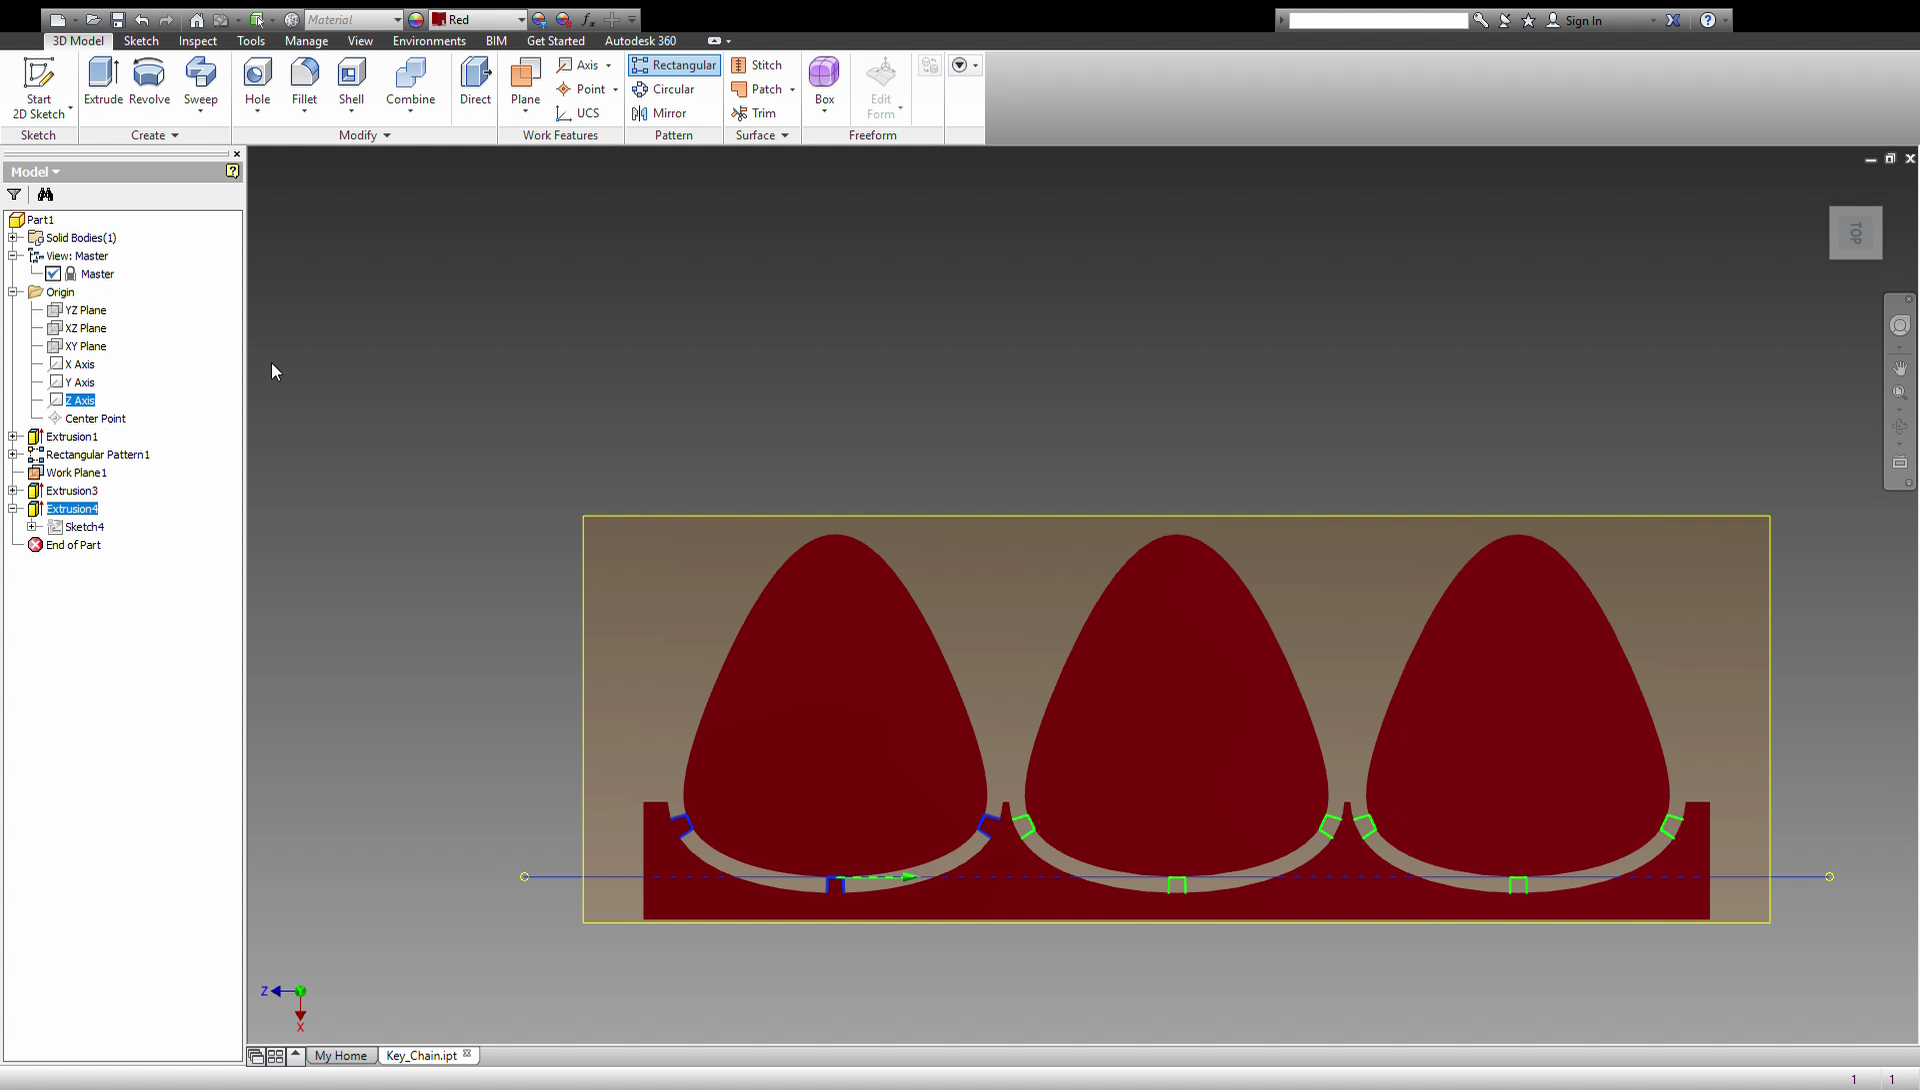 Material
Red
Sign In
3D Model Sketch Inspect Tools Manage View Environments BIM Get Started Autodesk 360
Start
2D Sketch
Extrude Revolve Sweep
Hole Fillet Shell Combine
Direct
Plane
Axis
Point
UCS
Rectangular
Circular
Mirror
Stitch
Patch
Trim
Box
Edit
Form
Sketch Create Modify Work Features Pattern Surface Freeform
Model
Part1
Solid Bodies(1)
View: Master
Master
Origin
YZ Plane
XZ Plane
XY Plane
X Axis
Y Axis
Z Axis
Center Point
Extrusion1
Rectangular Pattern1
Work Plane1
Extrusion3
Extrusion4
Sketch4
End of Part
TOP
Z
Y
X
My Home Key_Chain.ipt
1 1